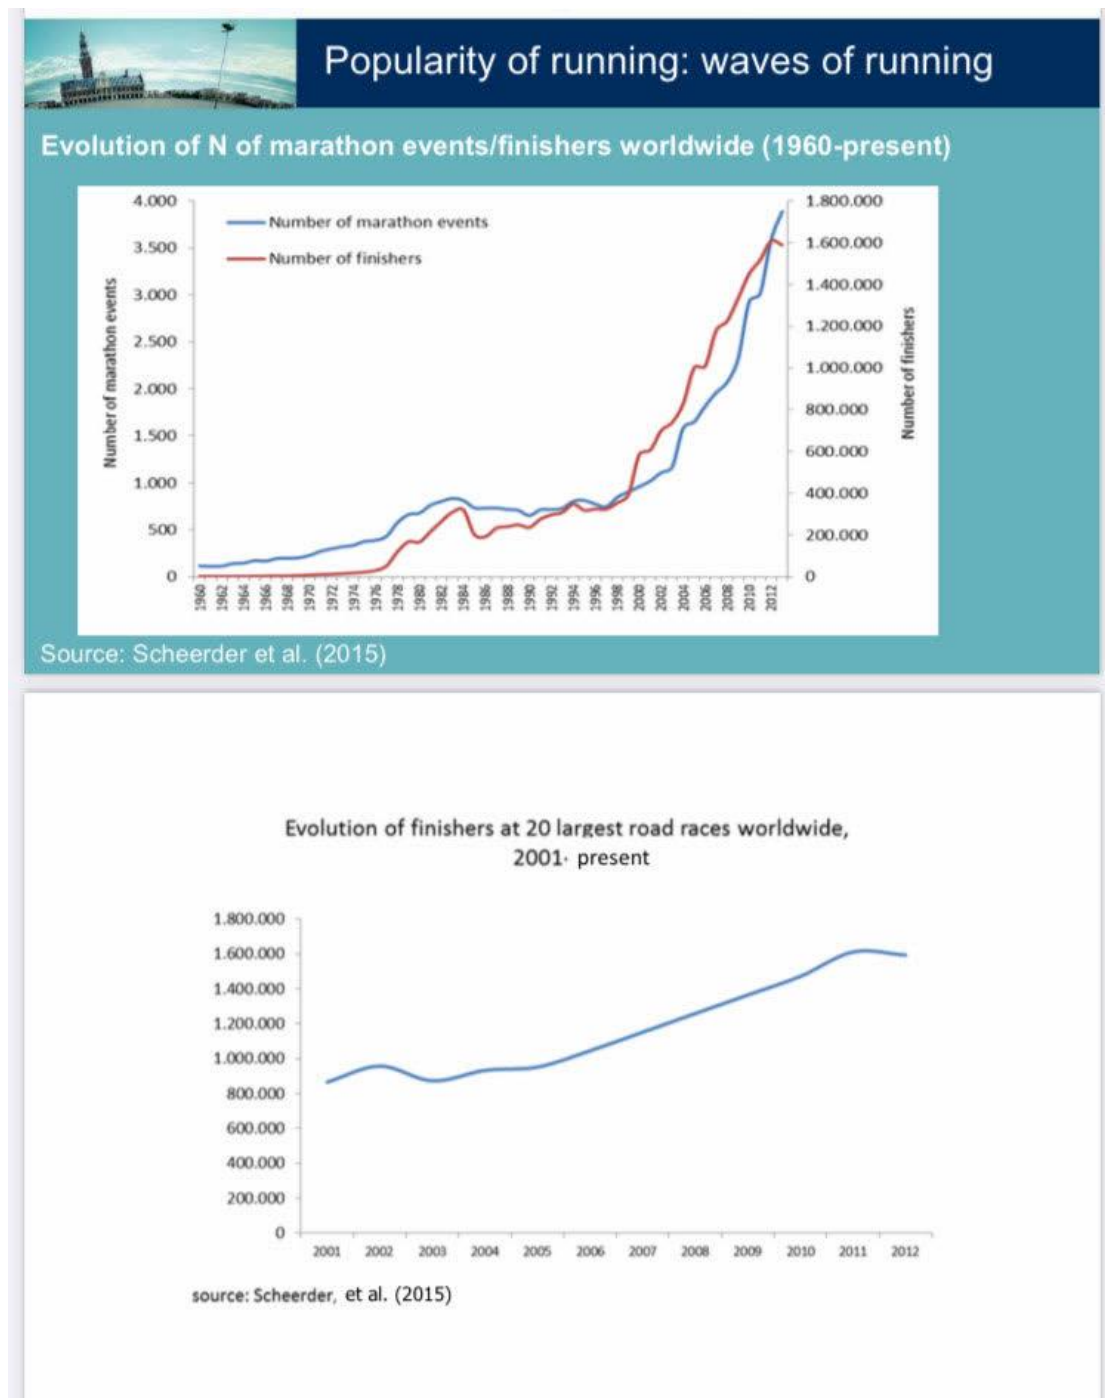 Popularity of running: waves of running
Evolution of N of marathon events/finishers worldwide (1960-present)
4.000
3.500
3.000
2.500
2.000
1.500
1.000
500
0
Number of marathon events
Number of marathon events
Number of finishers
1.800.000
1.600.000
1.400.000
1.200.000
1.000.000
800.000
600.000
400.000
200.000
0
Number of finishers
1960 1962 1964 1966 1968 1970 1972 1974 1976 1978 1980 1982 1984 1986 1988 1990 1992 1994 1996 1998 2000 2002 2004 2006 2008 2010 2012
Source: Scheerder et al. (2015)
Evolution of finishers at 20 largest road races worldwide,
2001- present
1.800.000
1.600.000
1.400.000
1.200.000
1.000.000
800.000
600.000
400.000
200.000
0
2001 2002 2003 2004 2005 2006 2007 2008 2009 2010 2011 2012
source: Scheerder, et al. (2015)